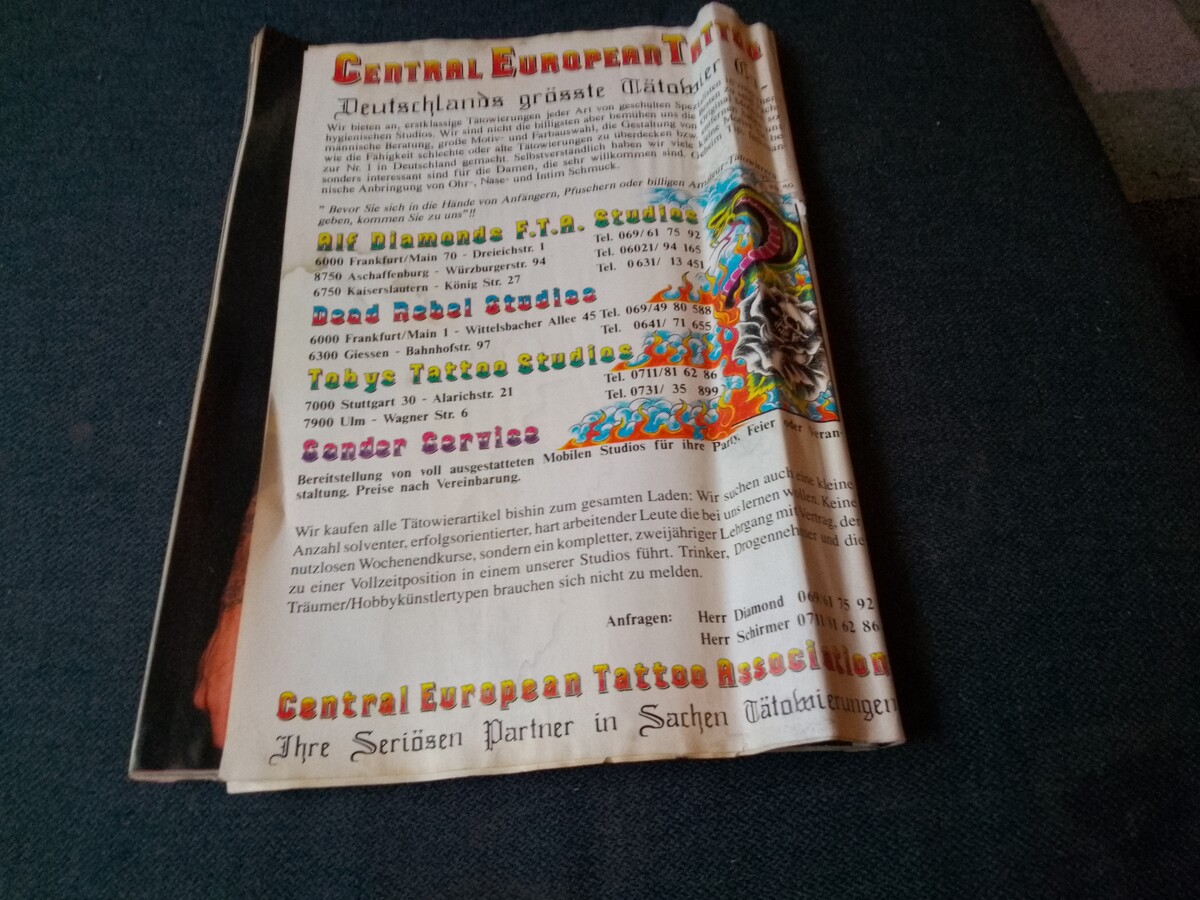 CENTRAL EUROPEAN TATTOO
Deutschlands grösste Tätowier
Wir bieten an, erstklassige Tätowierungen jeder Art von geschulten
hygienischen Studios. Wir sind nicht die billigsten aber bemühen uns die
männische Beratung, große Motiv- und Farbauswahl, die Gestaltung von
wie die Fähigkeit schlechte oder alte Tätowierungen zu überdecken bzw.
zur Nr. 1 in Deutschland gemacht. Selbstverständlich haben wir viele
sonders interessant sind für die Damen, die sehr willkommen sind. Geheim Tip:
nische Anbringung von Ohr-, Nase- und Intim Schmuck.
" Bevor Sie sich in die Hände von Anfängern, Pfuschern oder billigen
geben, kommen Sie zu uns"!!
Alf Diamonds F.T.A. Studios
6000 Frankfurt/Main 70 - Dreieichstr. 1 Tel. 069/61 75 92
8750 Aschaffenburg - Würzburgerstr. 94 Tel. 06021/ 94 165
6750 Kaiserslautern - König Str. 27 Tel. 0631/ 13 451
Dead Rebel Studios
6000 Frankfurt/Main 1 - Wittelsbacher Allee 45 Tel. 069/49 80 588
6300 Giessen - Bahnhofstr. 97 Tel. 0641/ 71 655
Tobys Tattoo Studios
7000 Stuttgart 30 - Alarichstr. 21 Tel. 0711/81 62 86
7900 Ulm - Wagner Str. 6 Tel. 0731/ 35 899
Sonder Service
Bereitstellung von voll ausgestatteten Mobilen Studios für ihre Party, Feier oder Veran-
staltung. Preise nach Vereinbarung.
Wir kaufen alle Tätowierartikel bishin zum gesamten Laden: Wir suchen auch eine kleine
Anzahl solventer, erfolgsorientierter, hart arbeitender Leute die bei uns lernen wollen. Keine
nutzlosen Wochenendkurse, sondern ein kompletter, zweijähriger Lehrgang mit Vertrag, der
zu einer Vollzeitposition in einem unserer Studios führt. Trinker, Drogennehmer und die
Träumer/Hobbykünstlertypen brauchen sich nicht zu melden.
Anfragen: Herr Diamond 069/61 75 92
Herr Schirmer 0711/81 62 86
Central European Tattoo Association
Ihre Seriösen Partner in Sachen Tätowierungen